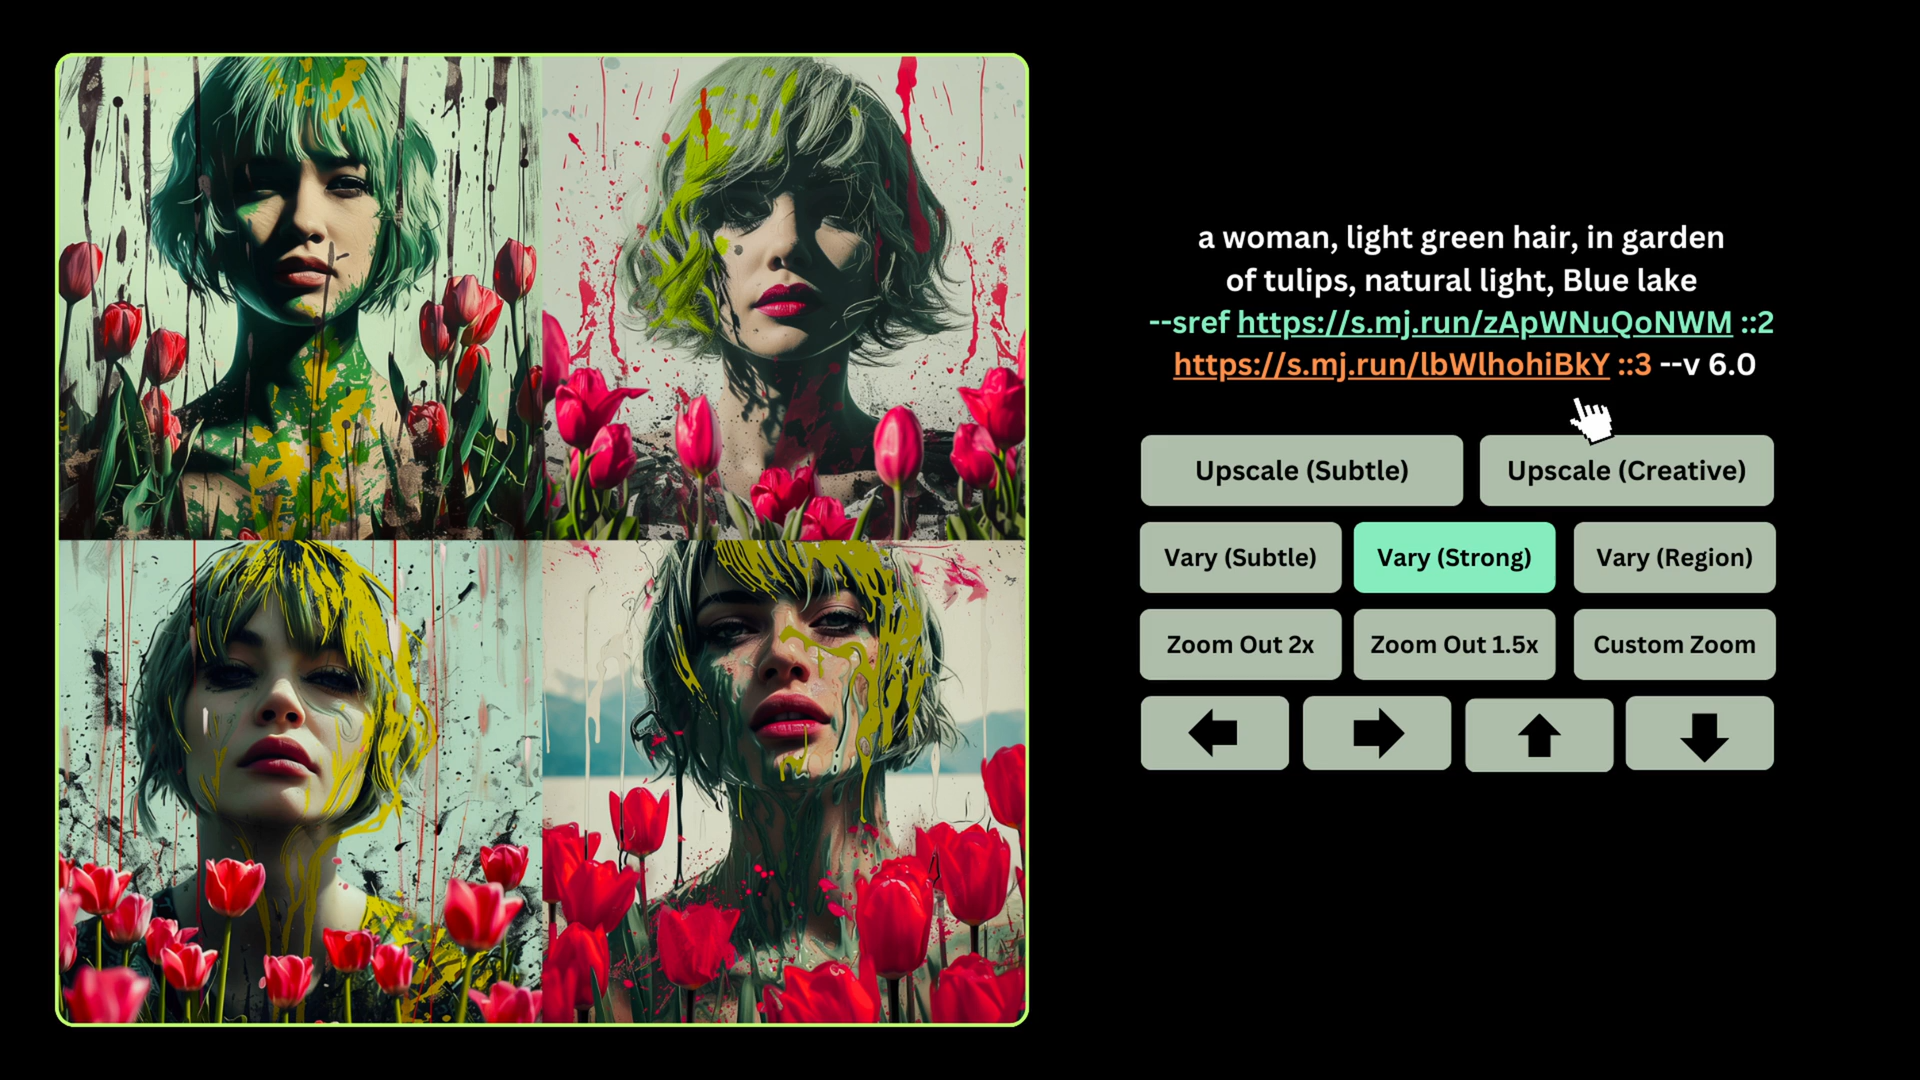 a woman, light green hair, in garden
of tulips, natural light, Blue lake
--sref https://s.mj.run/zApWNuQoNWM ::2
https://s.mj.run/lbWlhohiBkY ::3 --v 6.0
Upscale (Subtle) Upscale (Creative)
Vary (Subtle) Vary (Strong) Vary (Region)
Zoom Out 2x Zoom Out 1.5x Custom Zoom